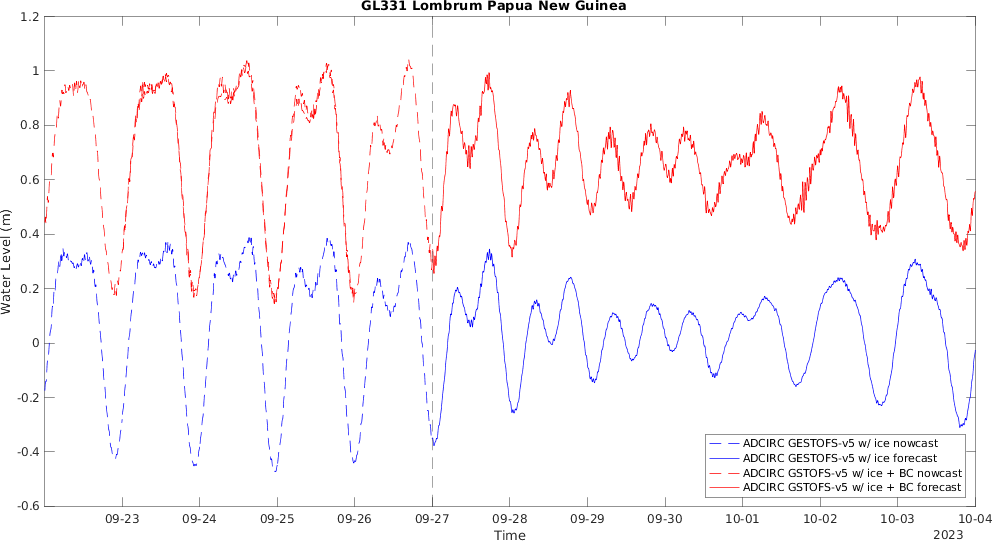 GL331 Lombrum Papua New Guinea
1.2
1
0.8
0.6
0.4
0.2
0
-0.2
-0.4
-0.6
Water Level (m)
ADCIRC GESTOFS-v5 w/ ice nowcast
ADCIRC GESTOFS-v5 w/ ice forecast
ADCIRC GSTOFS-v5 w/ ice + BC nowcast
ADCIRC GSTOFS-v5 w/ ice + BC forecast
09-23 09-24 09-25 09-26 09-27 09-28 09-29 09-30 10-01 10-02 10-03 10-04
Time
2023